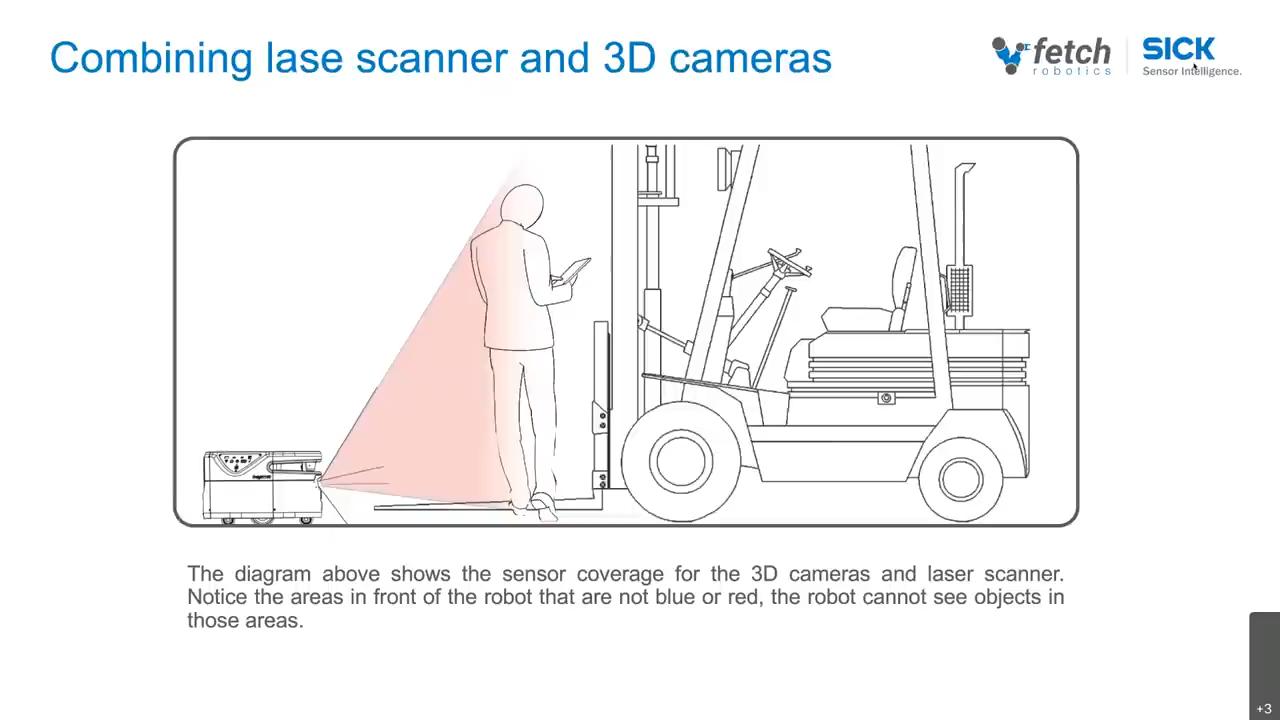 Combining lase scanner and 3D cameras
fetch
robotics
SICK
Sensor Intelligence.
The diagram above shows the sensor coverage for the 3D cameras and laser scanner.
Notice the areas in front of the robot that are not blue or red, the robot cannot see objects in
those areas.
+3